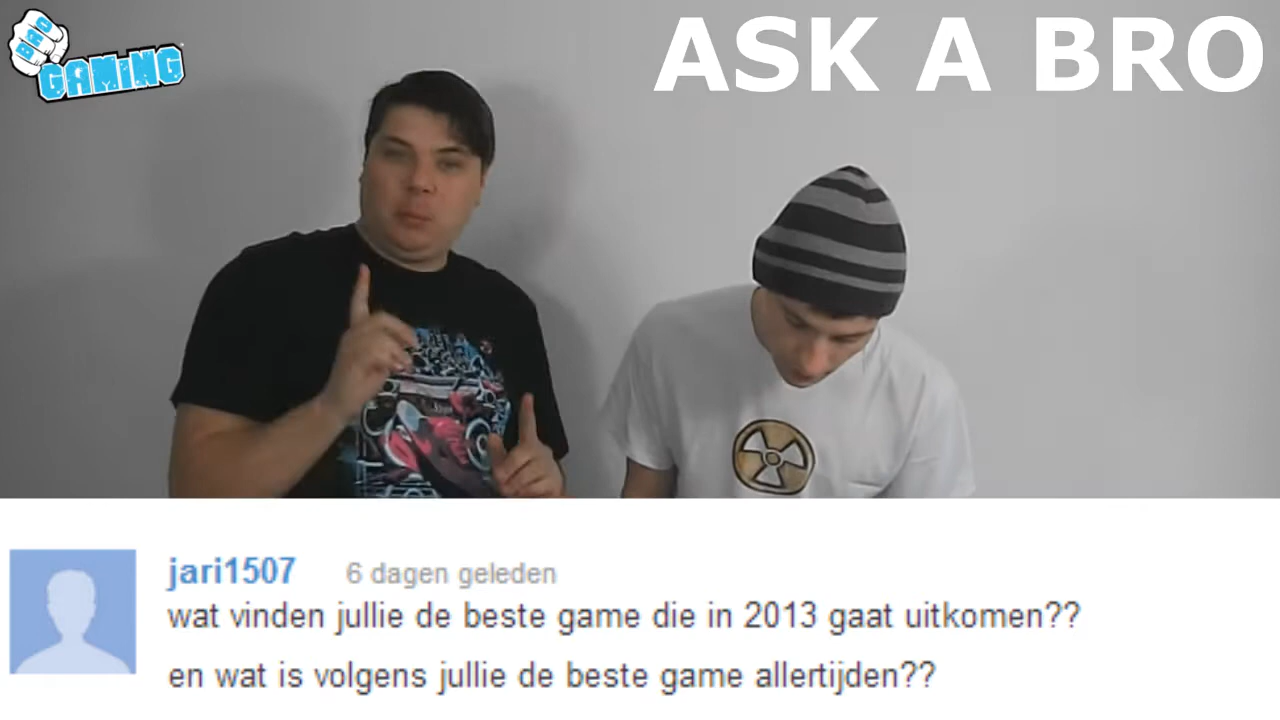 BRO
GAMING
ASK A BRO
jari1507 6 dagen geleden
wat vinden jullie de beste game die in 2013 gaat uitkomen??
en wat is volgens jullie de beste game allertijden??